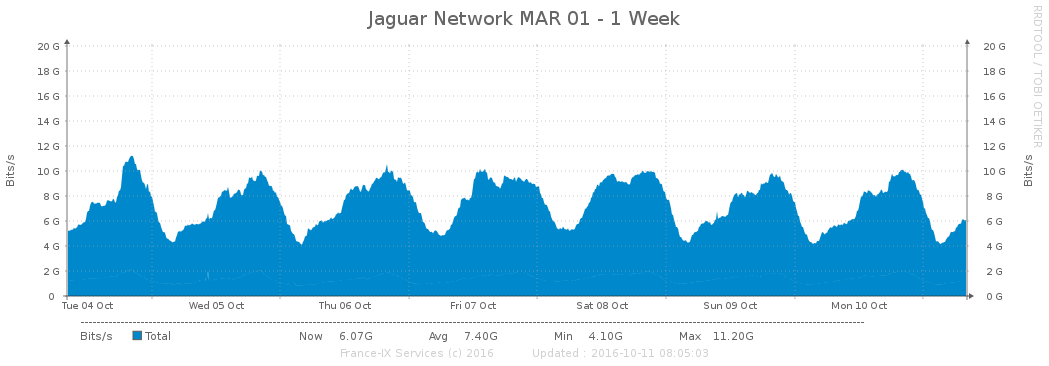 Jaguar Network MAR 01 - 1 Week
RRDTOOL / TOBI OETIKER
Bits/s
Bits/s
20 G 20 G
18 G 18 G
16 G 16 G
14 G 14 G
12 G 12 G
10 G 10 G
8 G 8 G
6 G 6 G
4 G 4 G
2 G 2 G
0 0 G
Tue 04 Oct Wed 05 Oct Thu 06 Oct Fri 07 Oct Sat 08 Oct Sun 09 Oct Mon 10 Oct
Bits/s Total Now 6.07G Avg 7.40G Min 4.10G Max 11.20G
France-IX Services (c) 2016 Updated : 2016-10-11 08:05:03